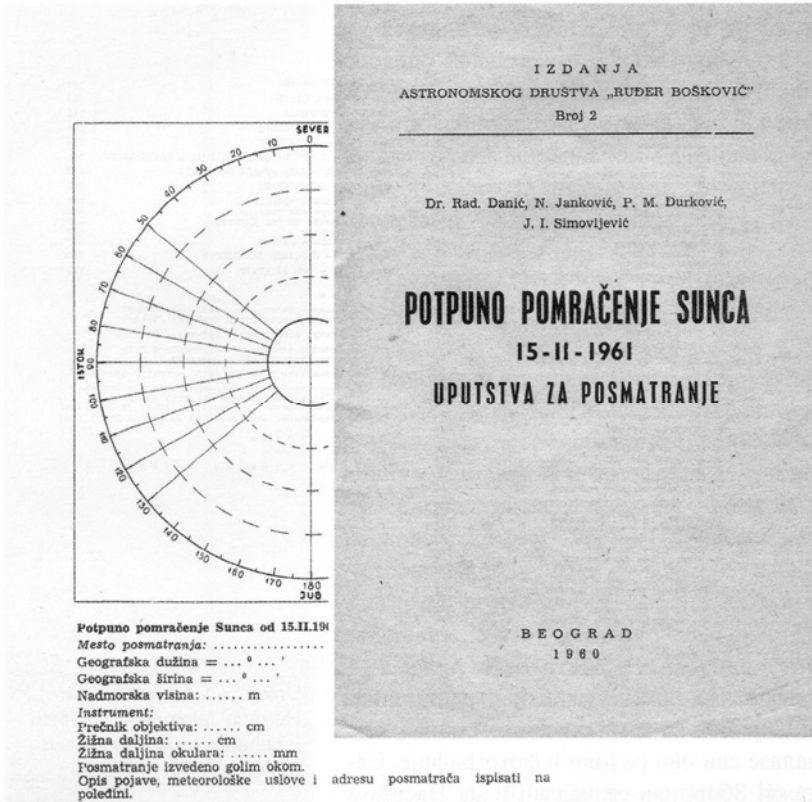 IZDANJA
ASTRONOMSKOG DRUŠTVA „RUĐER BOŠKOVIĆ"
Broj 2
Dr. Rad. Danić, N. Janković, P. M. Đurković,
J. I. Simovljević
POTPUNO POMRAČENJE SUNCA
15-II-1961
UPUTSTVA ZA POSMATRANJE
BEOGRAD
1960
SEVER
0
10
20
30
40
50
60
70
80
90
ISTOK
100
110
120
130
140
150
160
170
180
JUG
Potpuno pomračenje Sunca od 15.II.19
Mesto posmatranja: ..................
Geografska dužina = ... ° ... '
Geografska širina = ... ° ... '
Nadmorska visina: ...... m
Instrument:
Prečnik objektiva: ...... cm
Žižna daljina: ...... cm
Žižna daljina okulara: ...... mm
Posmatranje izvedeno golim okom.
Opis pojave, meteorološke uslove i adresu posmatrača ispisati na
poleđini.